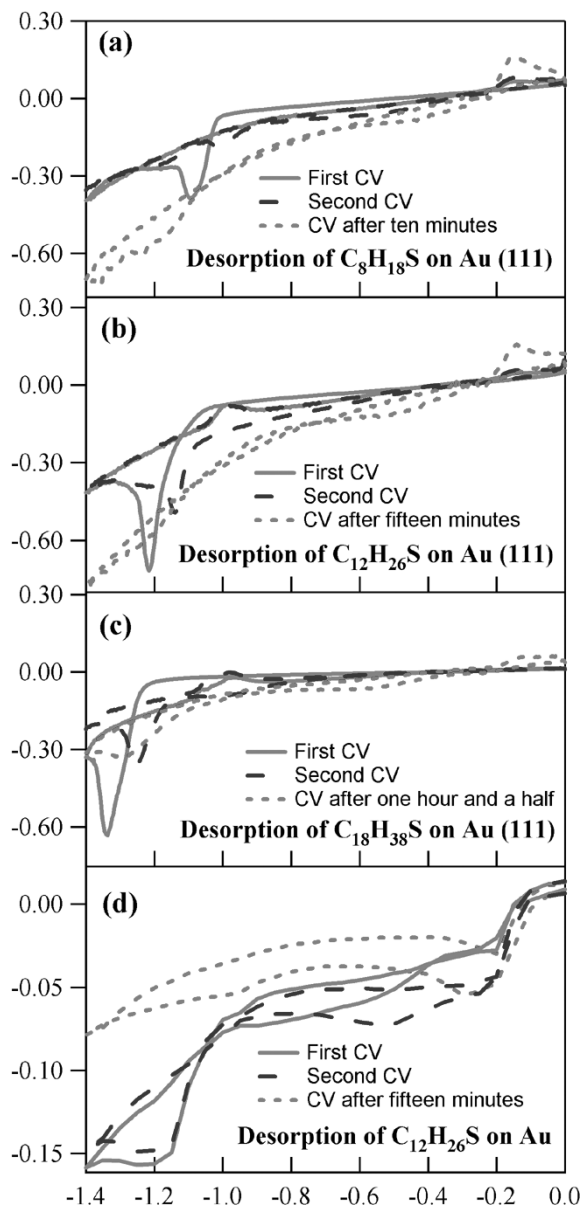 (a)
0.00
-0.30
-0.60
First CV
Second CV
CV after ten minutes
Desorption of C8H18S on Au (111)
0.30
(b)
0.00
-0.30
-0.60
First CV
Second CV
CV after fifteen minutes
Desorption of C12H26S on Au (111)
0.30
(c)
0.00
-0.30
-0.60
First CV
Second CV
CV after one hour and a half
Desorption of C18H38S on Au (111)
(d)
0.00
-0.05
-0.10
-0.15
First CV
Second CV
CV after fifteen minutes
Desorption of C12H26S on Au
-1.4 -1.2 -1.0 -0.8 -0.6 -0.4 -0.2 0.0